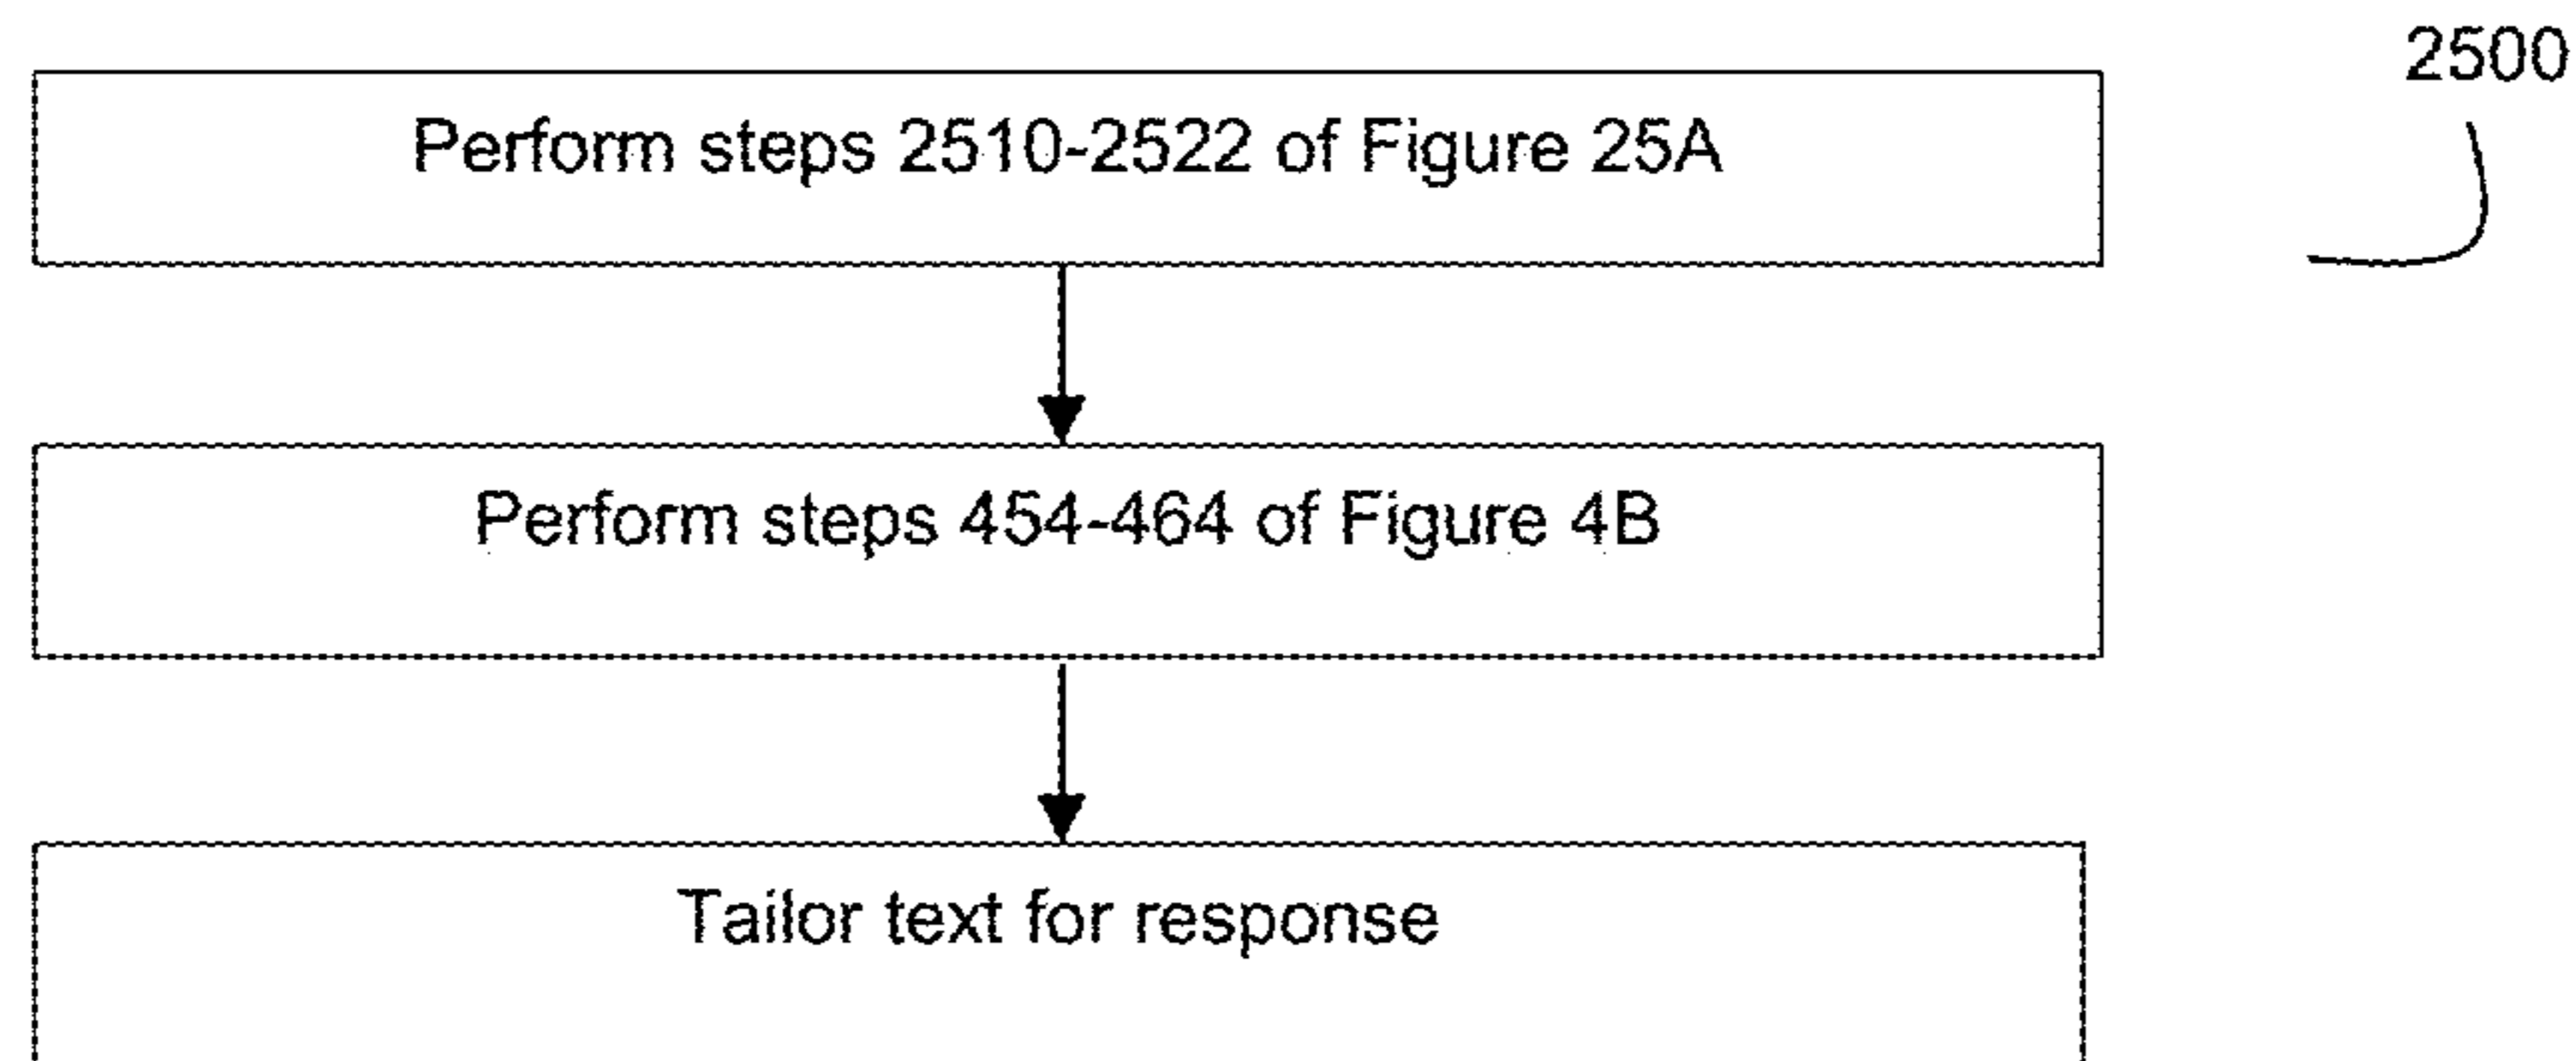 2500
Perform steps 2510-2522 of Figure 25A
Perform steps 454-464 of Figure 4B
Tailor text for response